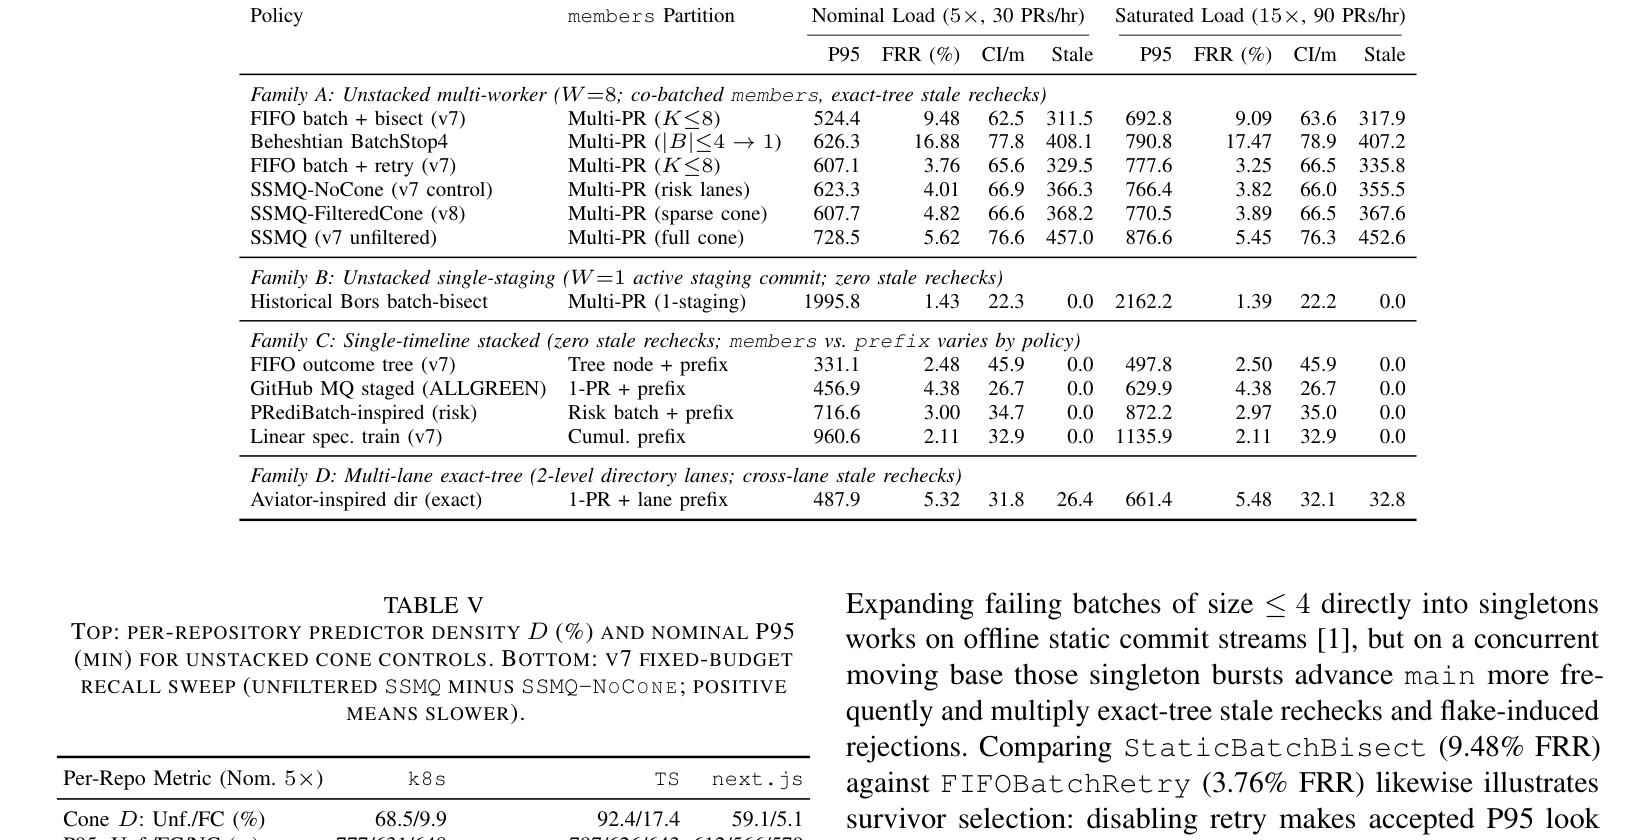 Policy members Partition Nominal Load (5×, 30 PRs/hr) Saturated Load (15×, 90 PRs/hr)
P95 FRR (%) CI/m Stale P95 FRR (%) CI/m Stale
Family A: Unstacked multi-worker (W=8; co-batched members, exact-tree stale rechecks)
FIFO batch + bisect (v7) Multi-PR (K≤8) 524.4 9.48 62.5 311.5 692.8 9.09 63.6 317.9
Beheshtian BatchStop4 Multi-PR (|B|≤4 → 1) 626.3 16.88 77.8 408.1 790.8 17.47 78.9 407.2
FIFO batch + retry (v7) Multi-PR (K≤8) 607.1 3.76 65.6 329.5 777.6 3.25 66.5 335.8
SSMQ-NoCone (v7 control) Multi-PR (risk lanes) 623.3 4.01 66.9 366.3 766.4 3.82 66.0 355.5
SSMQ-FilteredCone (v8) Multi-PR (sparse cone) 607.7 4.82 66.6 368.2 770.5 3.89 66.5 367.6
SSMQ (v7 unfiltered) Multi-PR (full cone) 728.5 5.62 76.6 457.0 876.6 5.45 76.3 452.6
Family B: Unstacked single-staging (W=1 active staging commit; zero stale rechecks)
Historical Bors batch-bisect Multi-PR (1-staging) 1995.8 1.43 22.3 0.0 2162.2 1.39 22.2 0.0
Family C: Single-timeline stacked (zero stale rechecks; members vs. prefix varies by policy)
FIFO outcome tree (v7) Tree node + prefix 331.1 2.48 45.9 0.0 497.8 2.50 45.9 0.0
GitHub MQ staged (ALLGREEN) 1-PR + prefix 456.9 4.38 26.7 0.0 629.9 4.38 26.7 0.0
PRediBatch-inspired (risk) Risk batch + prefix 716.6 3.00 34.7 0.0 872.2 2.97 35.0 0.0
Linear spec. train (v7) Cumul. prefix 960.6 2.11 32.9 0.0 1135.9 2.11 32.9 0.0
Family D: Multi-lane exact-tree (2-level directory lanes; cross-lane stale rechecks)
Aviator-inspired dir (exact) 1-PR + lane prefix 487.9 5.32 31.8 26.4 661.4 5.48 32.1 32.8
TABLE V
TOP: PER-REPOSITORY PREDICTOR DENSITY D (%) AND NOMINAL P95
(MIN) FOR UNSTACKED CONE CONTROLS. BOTTOM: V7 FIXED-BUDGET
RECALL SWEEP (UNFILTERED SSMQ MINUS SSMQ-NOCONE; POSITIVE
MEANS SLOWER).
Per-Repo Metric (Nom. 5×) k8s TS next.js
Cone D: Unf./FC (%) 68.5/9.9 92.4/17.4 59.1/5.1
Expanding failing batches of size ≤ 4 directly into singletons
works on offline static commit streams [1], but on a concurrent
moving base those singleton bursts advance main more fre-
quently and multiply exact-tree stale rechecks and flake-induced
rejections. Comparing StaticBatchBisect (9.48% FRR)
against FIFOBatchRetry (3.76% FRR) likewise illustrates
survivor selection: disabling retry makes accepted P95 look